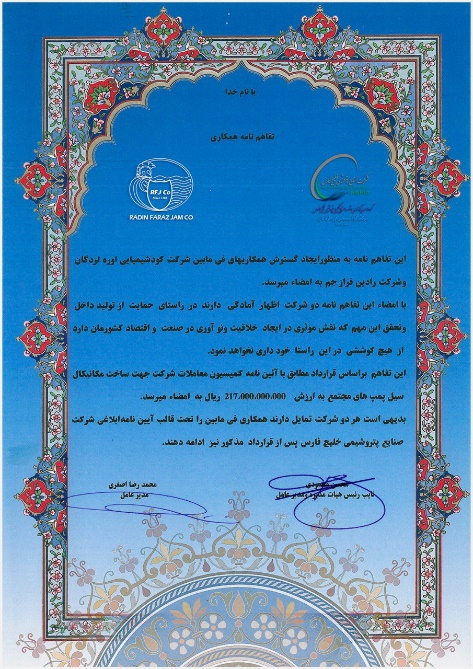 با نام خدا
تفاهم نامه همکاری
RFJ Co
RADIN FARAZ JAM CO
این تفاهم نامه به منظورایجاد گسترش همکاریهای فی مابین شرکت کودشیمیایی اوره لردگان
وشرکت رادین فراز جم به امضاء میرسد.
با امضاء این تفاهم نامه دو شرکت اظهار آمادگی دارند در راستای حمایت از تولید داخل
وتحقق این مهم که نقش موثری در ایجاد خلاقیت ونو آوری در صنعت و اقتصاد کشورمان دارد
از هیچ کوششی در این راستا خود داری نخواهد نمود.
این تفاهم براساس قرارداد مطابق با آئین نامه کمیسیون معاملات شرکت جهت ساخت مکانیکال
سیل پمپ های مجتمع به ارزش 217.000.000.000 ریال به امضاء میرسد.
بدیهی است هر دو شرکت تمایل دارند همکاری فی مابین را تحت قالب آیین نامه‌ابلاغی شرکت
صنایع پتروشیمی خلیج فارس پس از قرارداد مذکور نیز ادامه دهند.
محمد رضا اصغری
مدیر عامل
نایب رئیس هیات مدیره ومدیرعامل